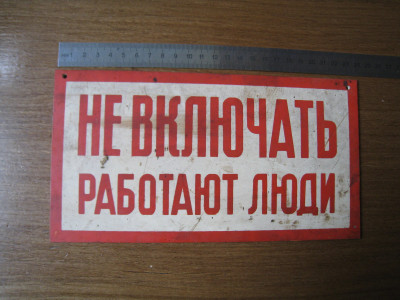 НЕ ВКЛЮЧАТЬ
РАБОТАЮТ ЛЮДИ